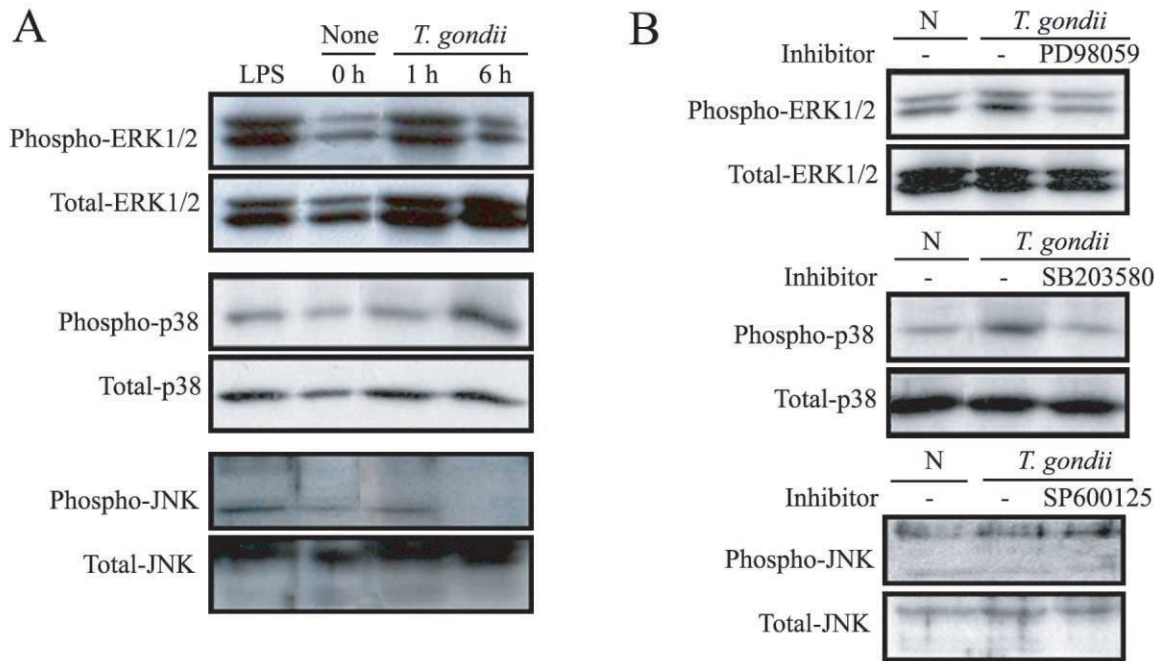 A
None T. gondii
LPS 0 h 1 h 6 h
Phospho-ERK1/2
Total-ERK1/2
Phospho-p38
Total-p38
Phospho-JNK
Total-JNK
B
N T. gondii
Inhibitor - - PD98059
Phospho-ERK1/2
Total-ERK1/2
N T. gondii
Inhibitor - - SB203580
Phospho-p38
Total-p38
N T. gondii
Inhibitor - - SP600125
Phospho-JNK
Total-JNK